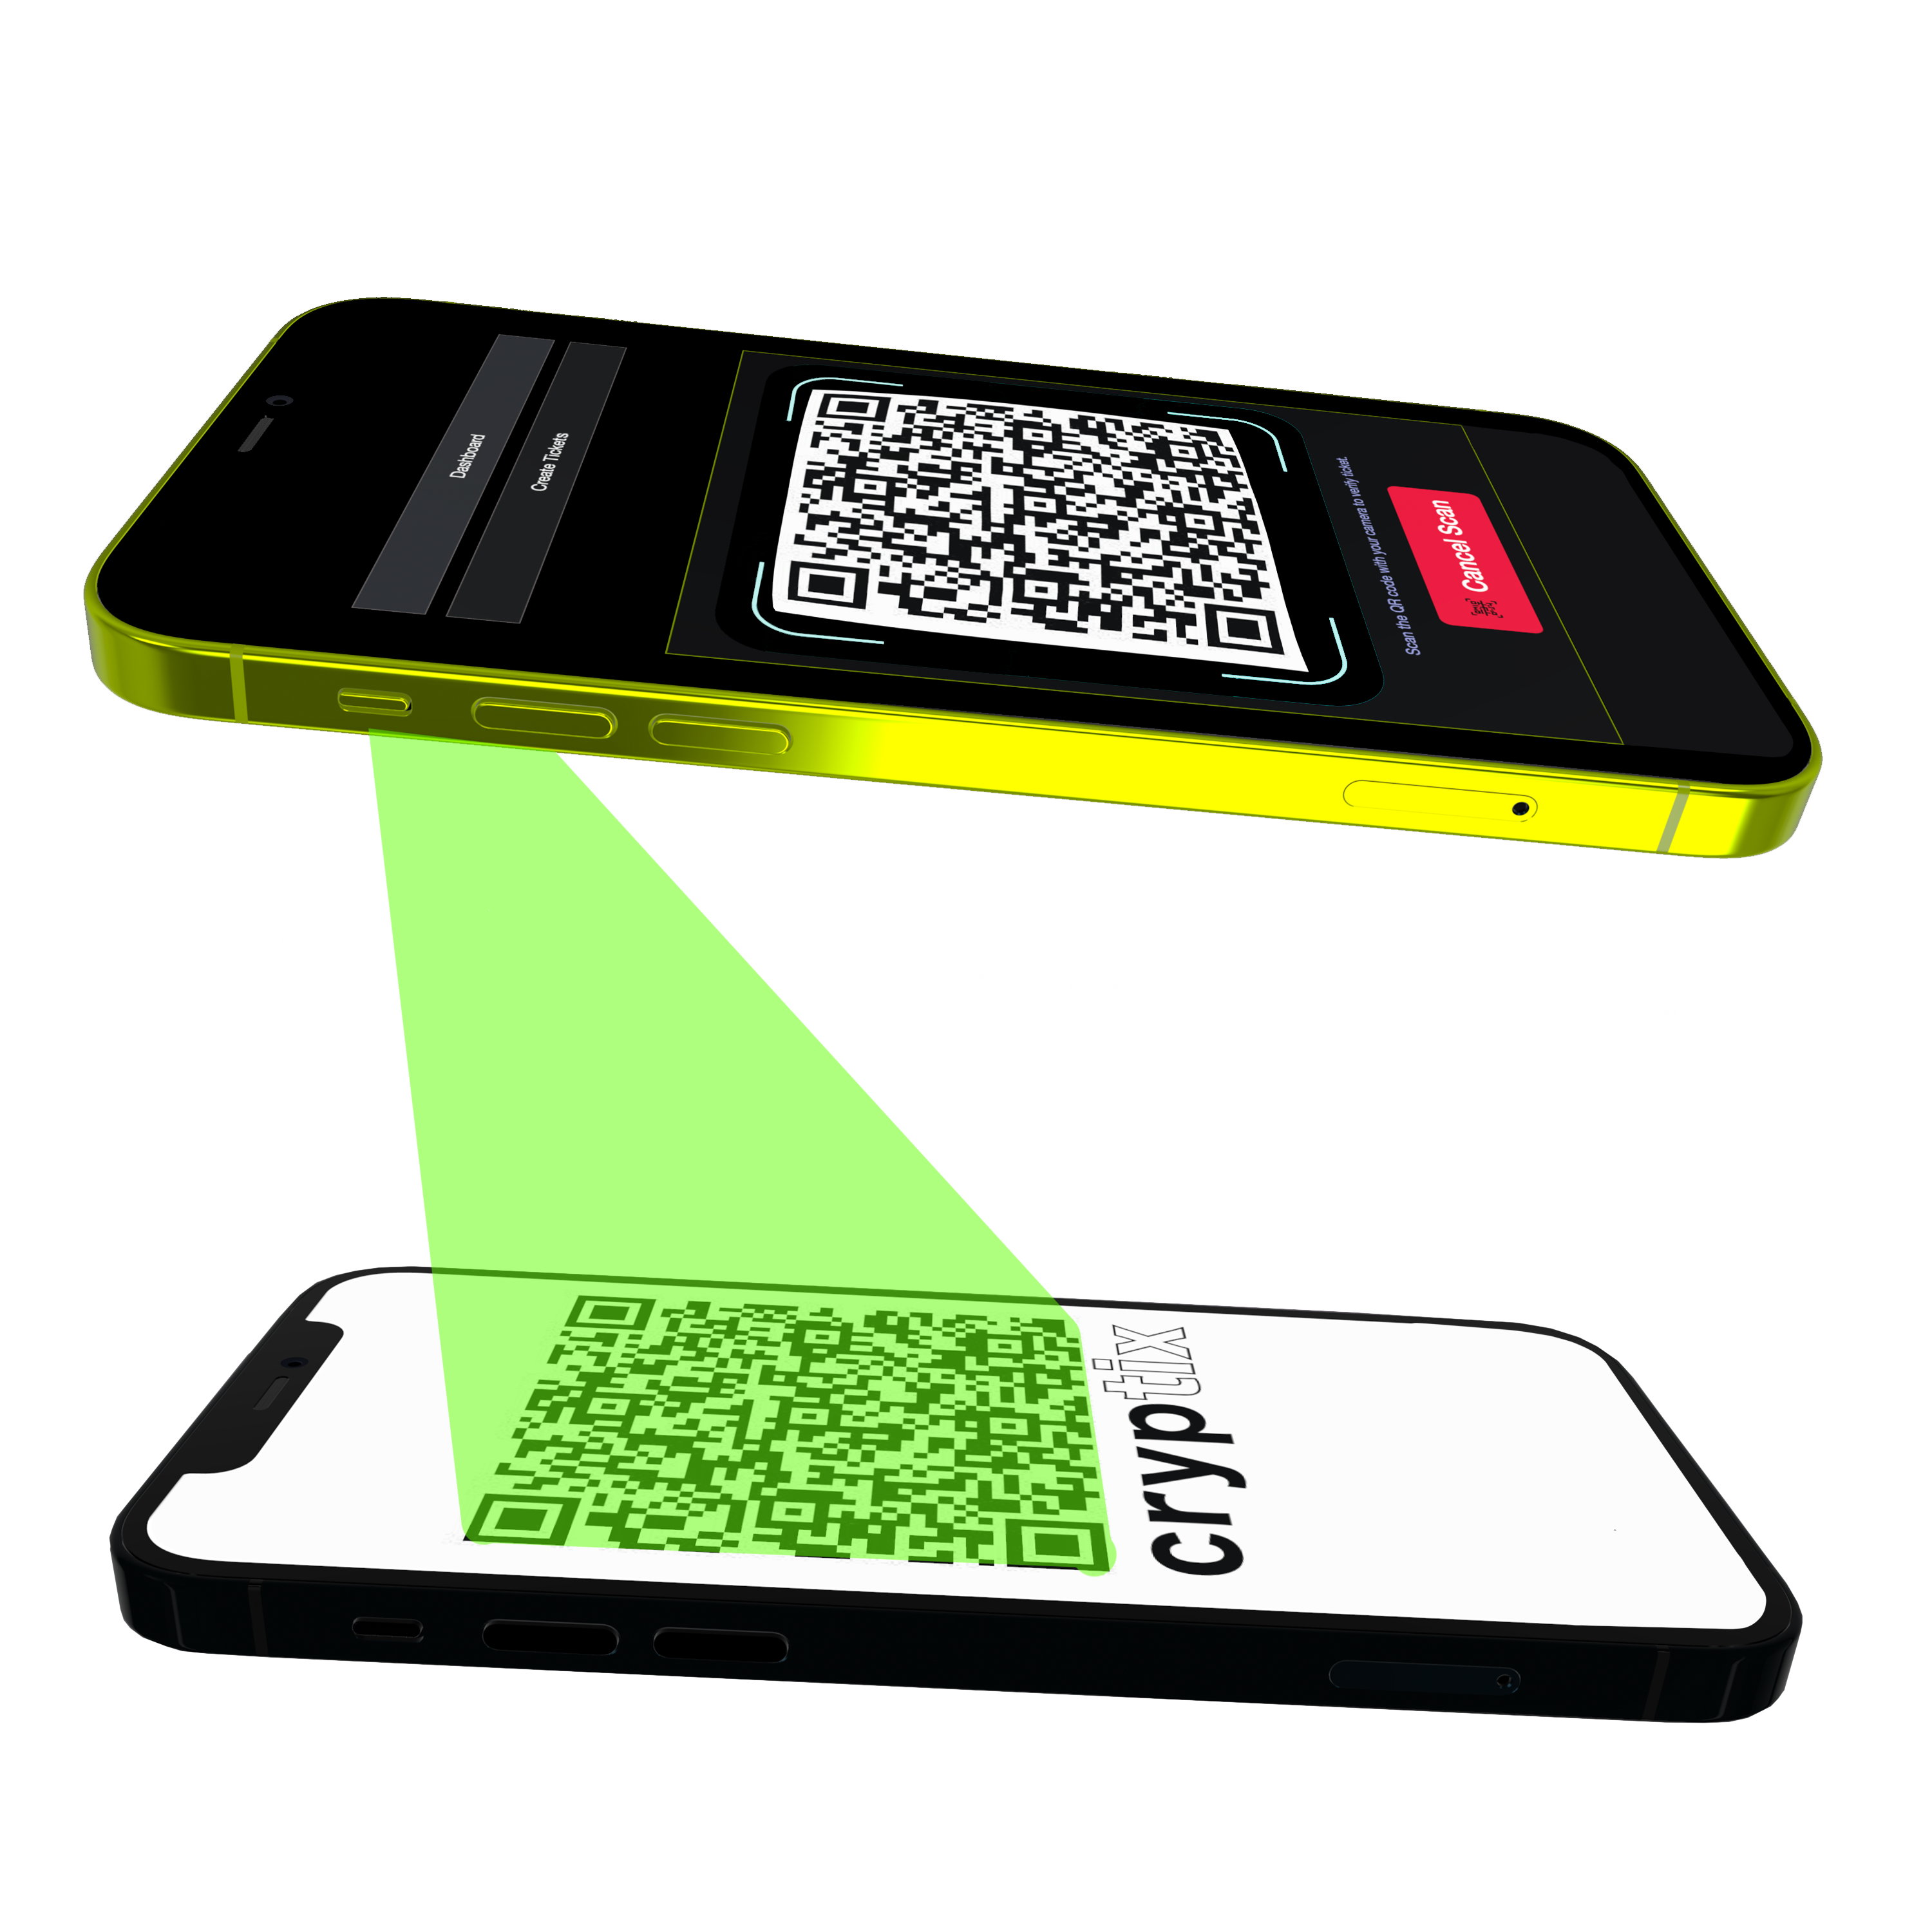 Dashboard
Create Tickets
Scan the QR code with your camera to verify ticket.
Cancel Scan
cryptix